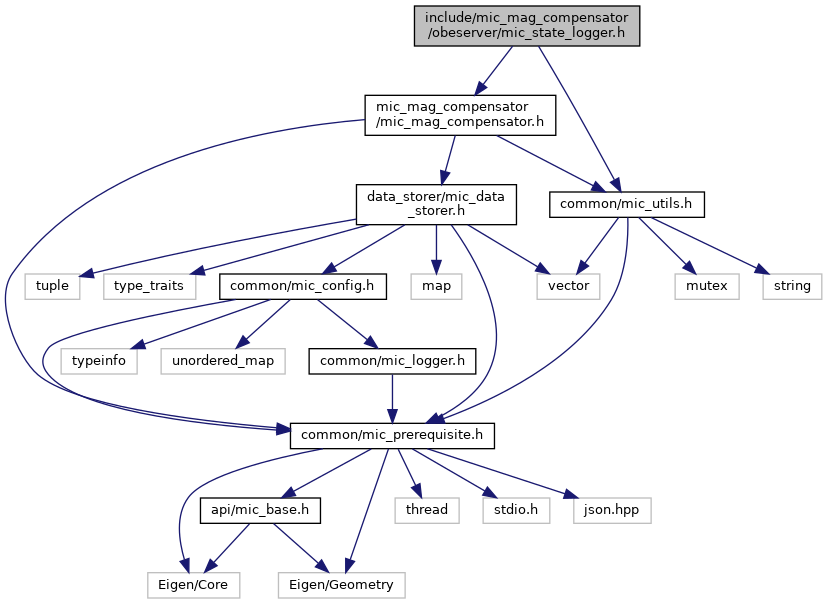 include/mic_mag_compensator
/obeserver/mic_state_logger.h
mic_mag_compensator
/mic_mag_compensator.h
data_storer/mic_data
_storer.h
common/mic_utils.h
tuple
type_traits
common/mic_config.h
map
vector
mutex
string
typeinfo
unordered_map
common/mic_logger.h
common/mic_prerequisite.h
api/mic_base.h
thread
stdio.h
json.hpp
Eigen/Core
Eigen/Geometry